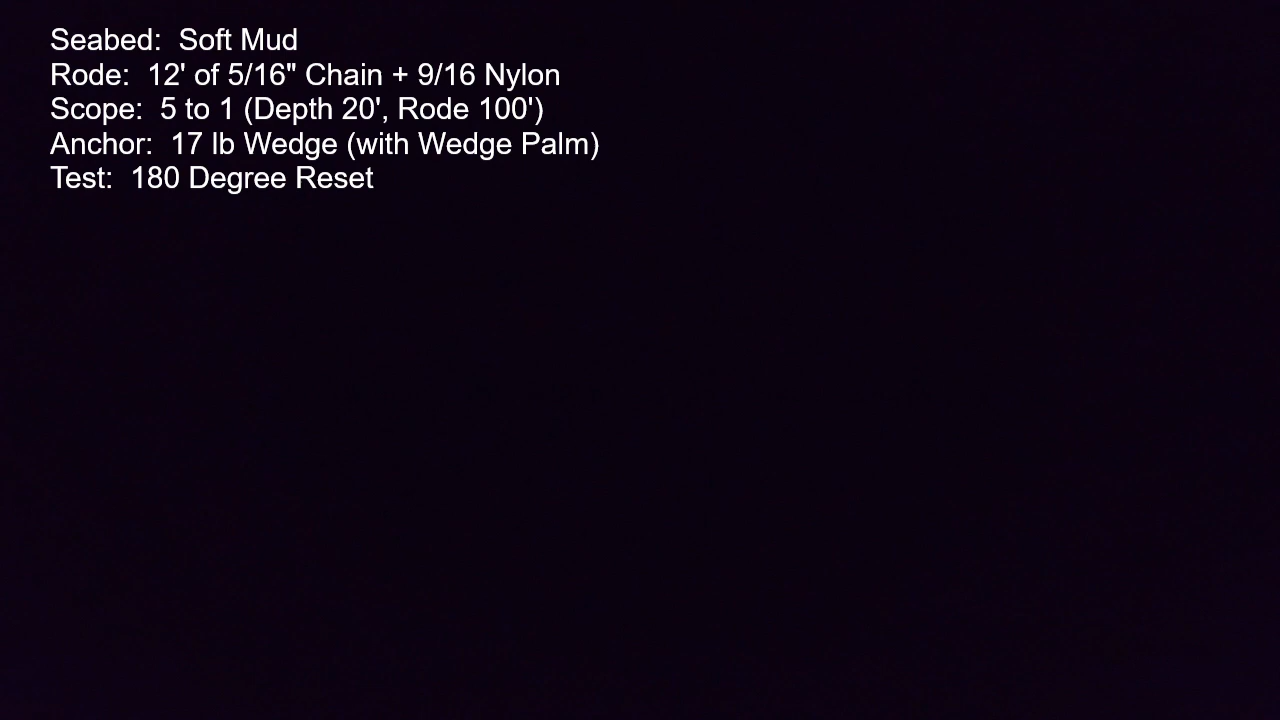 Seabed:  Soft Mud
Rode:  12' of 5/16" Chain + 9/16 Nylon
Scope:  5 to 1 (Depth 20', Rode 100')
Anchor:  17 lb Wedge (with Wedge Palm)
Test:  180 Degree Reset